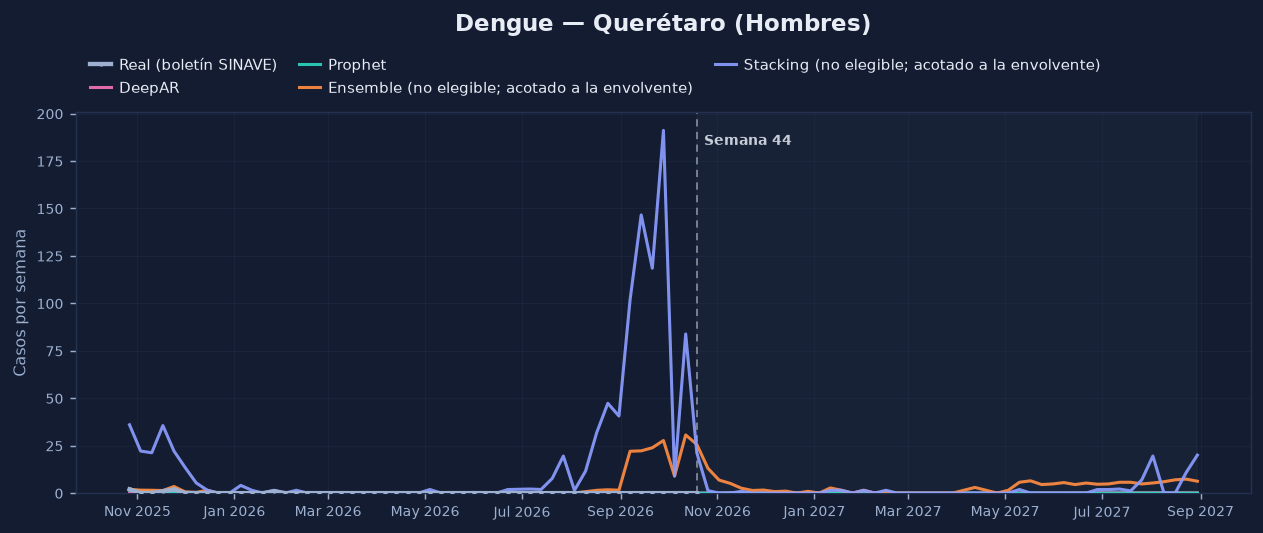 Dengue — Querétaro (Hombres)
Real (boletín SINAVE)
DeepAR
Prophet
Ensemble (no elegible; acotado a la envolvente)
Stacking (no elegible; acotado a la envolvente)
Casos por semana
200
175
150
125
100
75
50
25
0
Semana 44
Nov 2025
Jan 2026
Mar 2026
May 2026
Jul 2026
Sep 2026
Nov 2026
Jan 2027
Mar 2027
May 2027
Jul 2027
Sep 2027